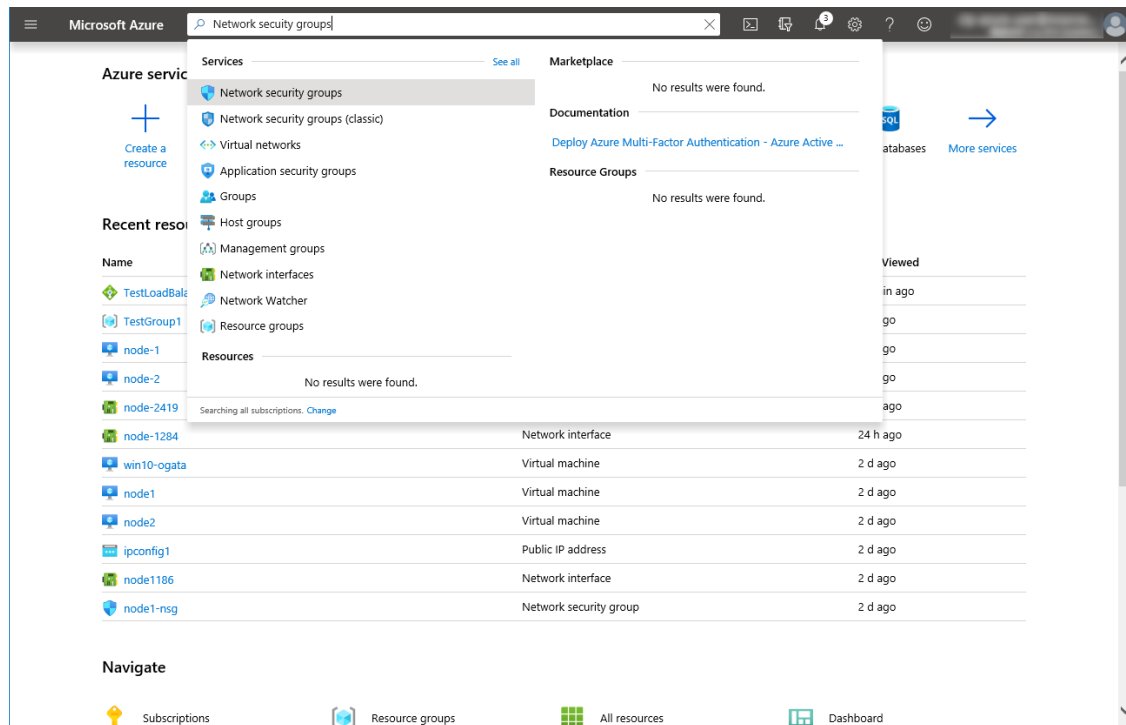 Microsoft Azure
Network secuity groups
3
Azure servic
Services
See all
Network security groups
Network security groups (classic)
Virtual networks
Application security groups
Groups
Host groups
Management groups
Network interfaces
Network Watcher
Resource groups
Resources
No results were found.
Searching all subscriptions. Change
Marketplace
No results were found.
Documentation
Deploy Azure Multi-Factor Authentication - Azure Active ...
Resource Groups
No results were found.
Create a
resource
SQL
atabases
More services
Recent resou
Name
Viewed
TestLoadBala
in ago
TestGroup1
go
node-1
go
node-2
go
node-2419
ago
node-1284 Network interface 24 h ago
win10-ogata Virtual machine 2 d ago
node1 Virtual machine 2 d ago
node2 Virtual machine 2 d ago
ipconfig1 Public IP address 2 d ago
node1186 Network interface 2 d ago
node1-nsg Network security group 2 d ago
Navigate
Subscriptions
Resource groups
All resources
Dashboard